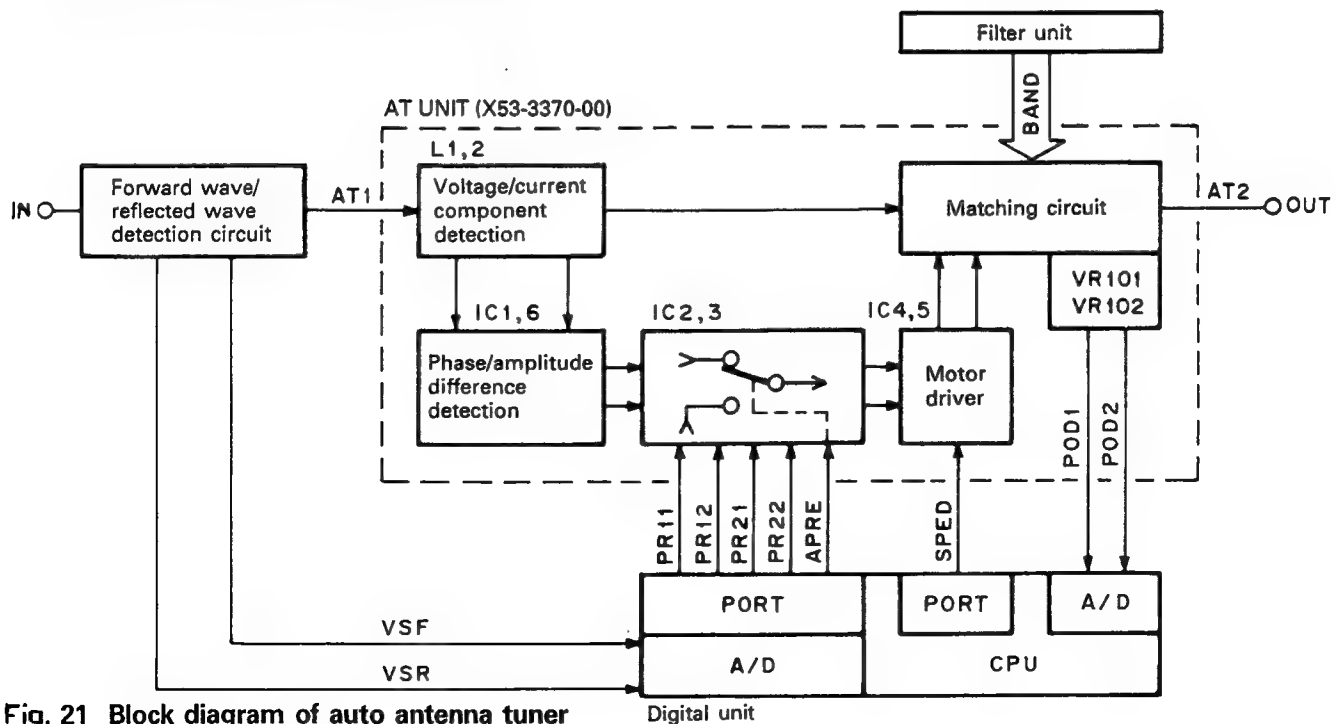 Filter unit
BAND
AT UNIT (X53-3370-00)
L1,2
IN
Forward wave/
reflected wave
detection circuit
AT1
Voltage/current
component
detection
Matching circuit
AT2
OUT
VR101
VR102
IC1,6
IC2,3
IC4,5
Phase/amplitude
difference
detection
Motor
driver
POD1
POD2
PR11
PR12
PR21
PR22
APRE
SPED
PORT
PORT
A/D
VSF
A/D
CPU
VSR
Fig. 21 Block diagram of auto antenna tuner
Digital unit